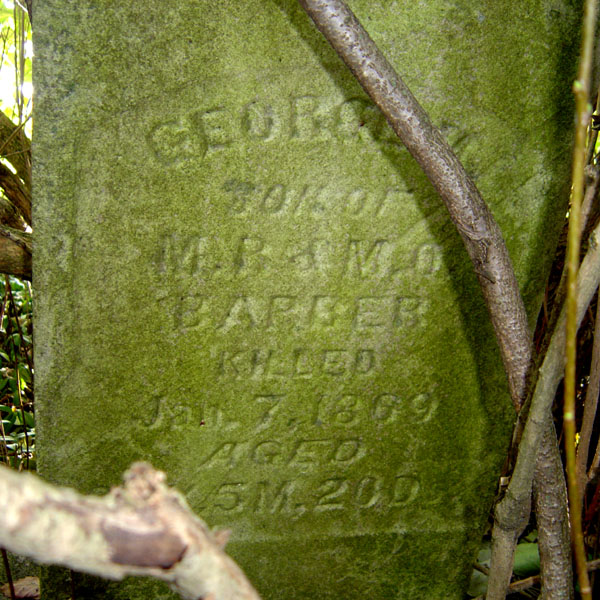 GEORGE
SON OF
M. R. & M. O.
BARBER
KILLED
Jan. 7, 1869
AGED
5M. 20D